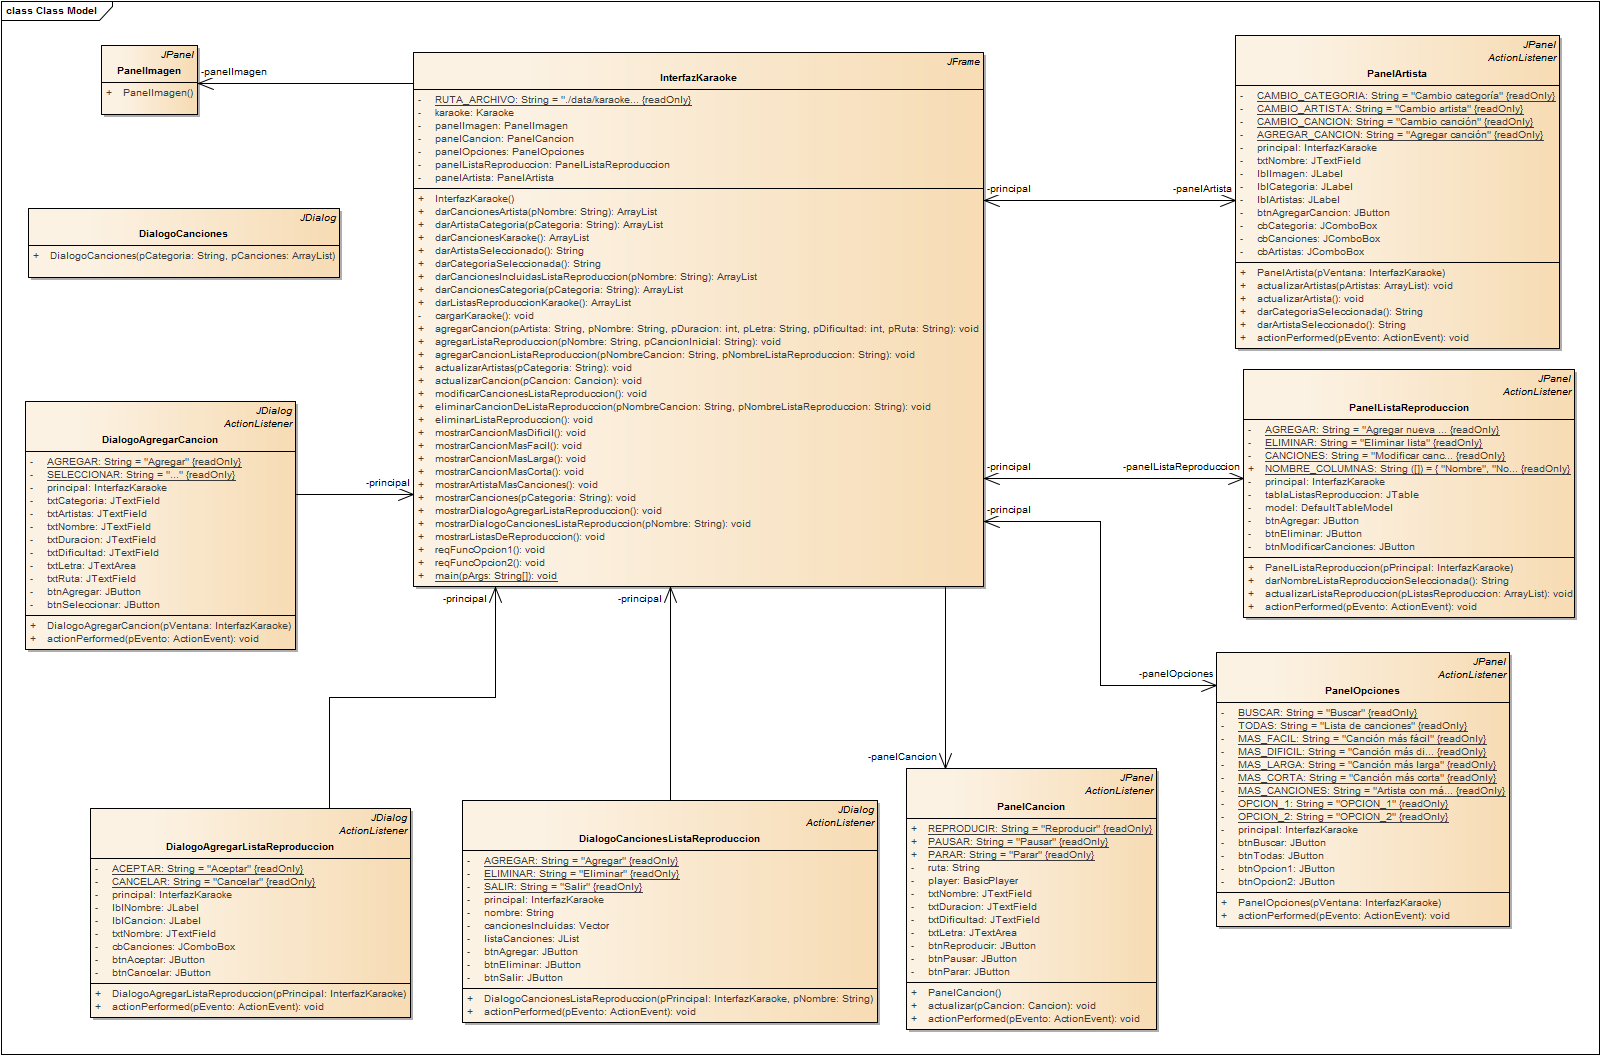 class Class Model
JPanel
PanelImagen
+ PanelImagen()
-panelImagen
JFrame
InterfazKaraoke
- RUTA_ARCHIVO: String = "./data/karaoke... {readOnly}
- karaoke: Karaoke
- panelImagen: PanelImagen
- panelCancion: PanelCancion
- panelOpciones: PanelOpciones
- panelListaReproduccion: PanelListaReproduccion
- panelArtista: PanelArtista
+ InterfazKaraoke()
+ darCancionesArtista(pNombre: String): ArrayList
+ darArtistaCategoria(pCategoria: String): ArrayList
+ darCancionesKaraoke(): ArrayList
+ darArtistaSeleccionado(): String
+ darCategoriaSeleccionada(): String
+ darCancionesIncluidasListaReproduccion(pNombre: String): ArrayList
+ darCancionesCategoria(pCategoria: String): ArrayList
+ darListasReproduccionKaraoke(): ArrayList
- cargarKaraoke(): void
+ agregarCancion(pArtista: String, pNombre: String, pDuracion: int, pLetra: String, pDificultad: int, pRuta: String): void
+ agregarListaReproduccion(pNombre: String, pCancionInicial: String): void
+ agregarCancionListaReproduccion(pNombreCancion: String, pNombreListaReproduccion: String): void
+ actualizarArtistas(pCategoria: String): void
+ actualizarCancion(pCancion: Cancion): void
+ modificarCancionesListaReproduccion(): void
+ eliminarCancionDeListaReproduccion(pNombreCancion: String, pNombreListaReproduccion: String): void
+ eliminarListaReproduccion(): void
+ mostrarCancionMasDificil(): void
+ mostrarCancionMasFacil(): void
+ mostrarCancionMasLarga(): void
+ mostrarCancionMasCorta(): void
+ mostrarArtistaMasCanciones(): void
+ mostrarCanciones(pCategoria: String): void
+ mostrarDialogoAgregarListaReproduccion(): void
+ mostrarDialogoCancionesListaReproduccion(pNombre: String): void
+ mostrarListasDeReproduccion(): void
+ reqFuncOpcion1(): void
+ reqFuncOpcion2(): void
+ main(pArgs: String[]): void
JPanel
ActionListener
PanelArtista
- CAMBIO_CATEGORIA: String = "Cambio categoría" {readOnly}
- CAMBIO_ARTISTA: String = "Cambio artista" {readOnly}
- CAMBIO_CANCION: String = "Cambio canción" {readOnly}
- AGREGAR_CANCION: String = "Agregar canción" {readOnly}
- principal: InterfazKaraoke
- txtNombre: JTextField
- lblImagen: JLabel
- lblCategoria: JLabel
- lblArtistas: JLabel
- btnAgregarCancion: JButton
- cbCategoria: JComboBox
- cbCanciones: JComboBox
- cbArtistas: JComboBox
+ PanelArtista(pVentana: InterfazKaraoke)
+ actualizarArtistas(pArtistas: ArrayList): void
+ actualizarArtista(): void
+ darCategoriaSeleccionada(): String
+ darArtistaSeleccionado(): String
+ actionPerformed(pEvento: ActionEvent): void
-principal
-panelArtista
JDialog
DialogoCanciones
+ DialogoCanciones(pCategoria: String, pCanciones: ArrayList)
JPanel
ActionListener
PanelListaReproduccion
- AGREGAR: String = "Agregar nueva ... {readOnly}
- ELIMINAR: String = "Eliminar lista" {readOnly}
- CANCIONES: String = "Modificar canc... {readOnly}
+ NOMBRE_COLUMNAS: String ([]) = { "Nombre", "No... {readOnly}
- principal: InterfazKaraoke
- tablaListasReproduccion: JTable
- model: DefaultTableModel
- btnAgregar: JButton
- btnEliminar: JButton
- btnModificarCanciones: JButton
+ PanelListaReproduccion(pPrincipal: InterfazKaraoke)
+ darNombreListaReproduccionSeleccionada(): String
+ actualizarListaReproduccion(pListasReproduccion: ArrayList): void
+ actionPerformed(pEvento: ActionEvent): void
-principal
-panelListaReproduccion
JDialog
ActionListener
DialogoAgregarCancion
- AGREGAR: String = "Agregar" {readOnly}
- SELECCIONAR: String = "..." {readOnly}
- principal: InterfazKaraoke
- txtCategoria: JTextField
- txtArtistas: JTextField
- txtNombre: JTextField
- txtDuracion: JTextField
- txtDificultad: JTextField
- txtLetra: JTextArea
- txtRuta: JTextField
- btnAgregar: JButton
- btnSeleccionar: JButton
+ DialogoAgregarCancion(pVentana: InterfazKaraoke)
+ actionPerformed(pEvento: ActionEvent): void
-principal
-principal
-panelOpciones
JPanel
ActionListener
PanelOpciones
- BUSCAR: String = "Buscar" {readOnly}
- TODAS: String = "Lista de canciones" {readOnly}
- MAS_FACIL: String = "Canción más fácil" {readOnly}
- MAS_DIFICIL: String = "Canción más di... {readOnly}
- MAS_LARGA: String = "Canción más larga" {readOnly}
- MAS_CORTA: String = "Canción más corta" {readOnly}
- MAS_CANCIONES: String = "Artista con má... {readOnly}
- OPCION_1: String = "OPCION_1" {readOnly}
- OPCION_2: String = "OPCION_2" {readOnly}
- principal: InterfazKaraoke
- btnBuscar: JButton
- btnTodas: JButton
- btnOpcion1: JButton
- btnOpcion2: JButton
+ PanelOpciones(pVentana: InterfazKaraoke)
+ actionPerformed(pEvento: ActionEvent): void
-principal
-principal
-panelCancion
JDialog
ActionListener
DialogoAgregarListaReproduccion
- ACEPTAR: String = "Aceptar" {readOnly}
- CANCELAR: String = "Cancelar" {readOnly}
- principal: InterfazKaraoke
- lblNombre: JLabel
- lblCancion: JLabel
- txtNombre: JTextField
- cbCanciones: JComboBox
- btnAceptar: JButton
- btnCancelar: JButton
+ DialogoAgregarListaReproduccion(pPrincipal: InterfazKaraoke)
+ actionPerformed(pEvento: ActionEvent): void
JDialog
ActionListener
DialogoCancionesListaReproduccion
- AGREGAR: String = "Agregar" {readOnly}
- ELIMINAR: String = "Eliminar" {readOnly}
- SALIR: String = "Salir" {readOnly}
- principal: InterfazKaraoke
- nombre: String
- cancionesIncluidas: Vector
- listaCanciones: JList
- btnAgregar: JButton
- btnEliminar: JButton
- btnSalir: JButton
+ DialogoCancionesListaReproduccion(pPrincipal: InterfazKaraoke, pNombre: String)
+ actionPerformed(pEvento: ActionEvent): void
JPanel
ActionListener
PanelCancion
+ REPRODUCIR: String = "Reproducir" {readOnly}
+ PAUSAR: String = "Pausar" {readOnly}
+ PARAR: String = "Parar" {readOnly}
- ruta: String
- player: BasicPlayer
- txtNombre: JTextField
- txtDuracion: JTextField
- txtDificultad: JTextField
- txtLetra: JTextArea
- btnReproducir: JButton
- btnPausar: JButton
- btnParar: JButton
+ PanelCancion()
+ actualizar(pCancion: Cancion): void
+ actionPerformed(pEvento: ActionEvent): void